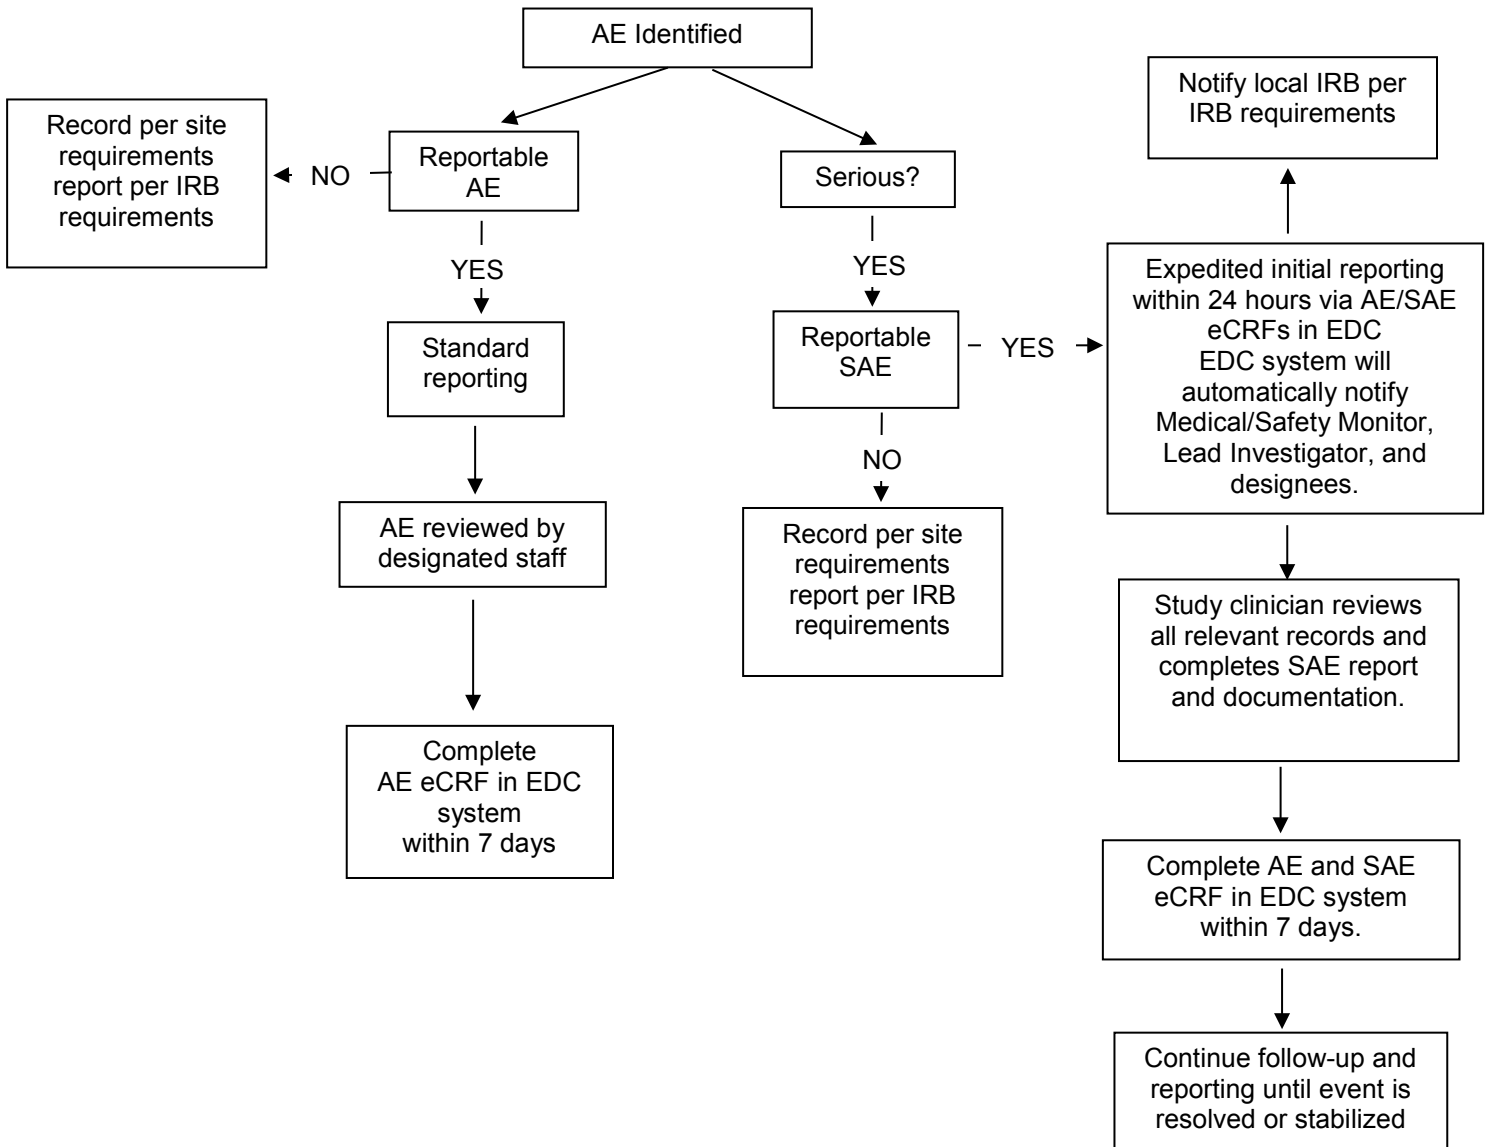 AE Identified
Notify local IRB per
IRB requirements
Record per site
requirements
report per IRB
requirements
NO
Reportable
AE
Serious?
YES
YES
Expedited initial reporting
within 24 hours via AE/SAE
eCRFs in EDC
EDC system will
automatically notify
Medical/Safety Monitor,
Lead Investigator, and
designees.
Standard
reporting
Reportable
SAE
YES
NO
AE reviewed by
designated staff
Record per site
requirements
report per IRB
requirements
Study clinician reviews
all relevant records and
completes SAE report
and documentation.
Complete
AE eCRF in EDC
system
within 7 days
Complete AE and SAE
eCRF in EDC system
within 7 days.
Continue follow-up and
reporting until event is
resolved or stabilized